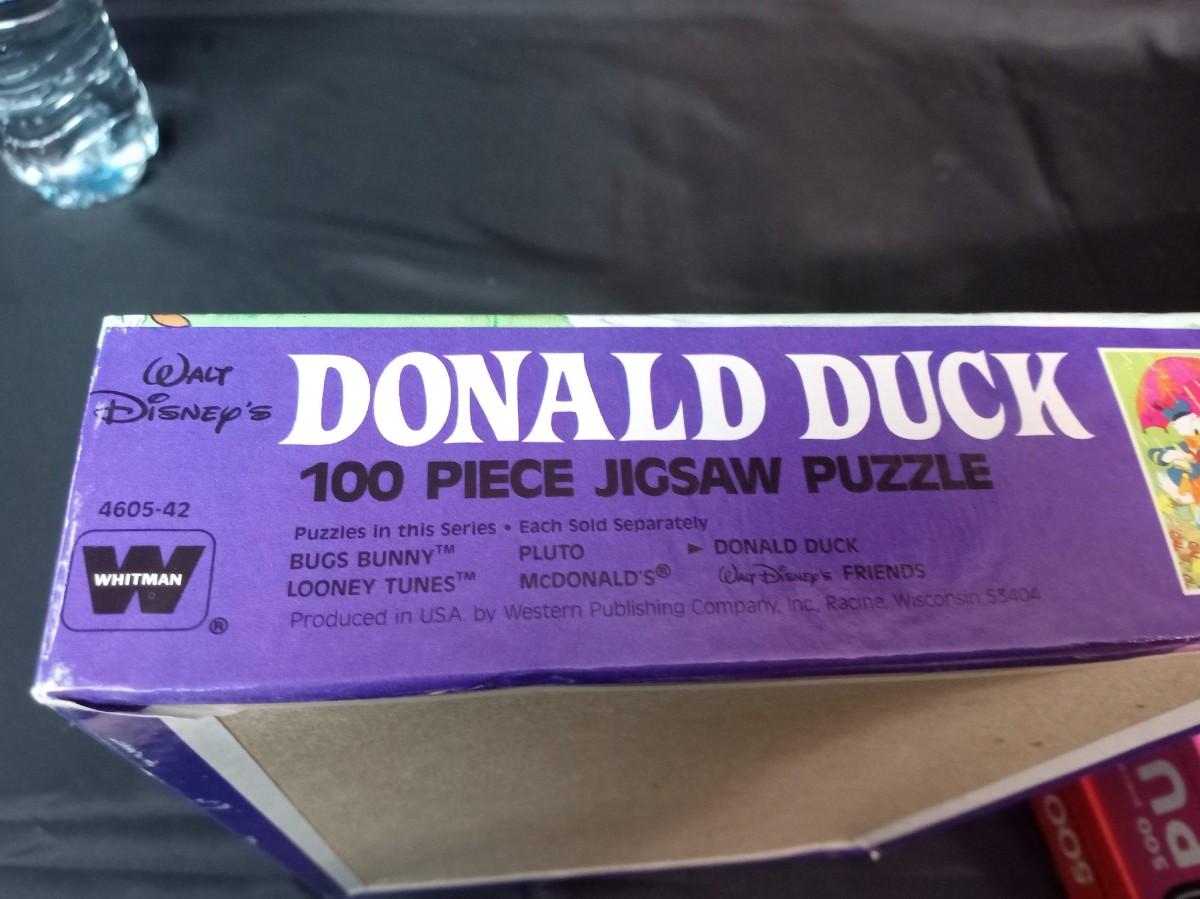 WALT
DISNEY'S
DONALD DUCK
100 PIECE JIGSAW PUZZLE
4605-42
WHITMAN
®
Puzzles in this Series • Each Sold Separately
BUGS BUNNY™ PLUTO ► DONALD DUCK
LOONEY TUNES™ McDONALD'S® WALT DISNEY'S FRIENDS
Produced in U.S.A. by Western Publishing Company, Inc., Racine, Wisconsin 53404
500
500